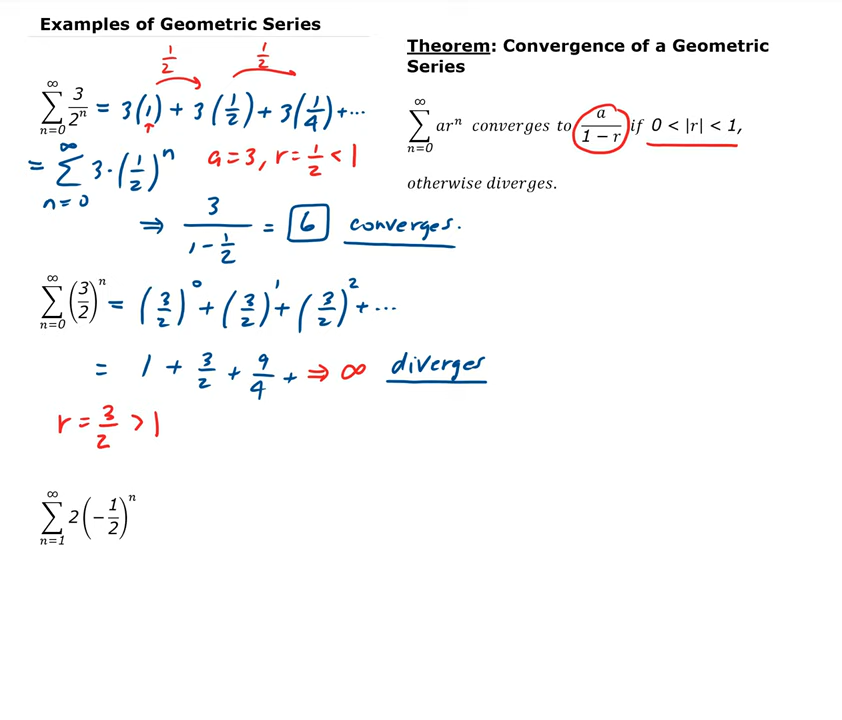 Examples of Geometric Series
1/2 1/2
∞ ∑ n=0 3/2ⁿ = 3(1) + 3(1/2) + 3(1/4) + ...
= ∞ ∑ n=0 3·(1/2)ⁿ a=3, r=1/2 < 1
⇒ 3/(1-1/2) = 6 converges.
∞ ∑ n=0 (3/2)ⁿ = (3/2)⁰ + (3/2)¹ + (3/2)² + ...
= 1 + 3/2 + 9/4 + ⇒ ∞ diverges
r = 3/2 > 1
∞ ∑ n=1 2(-1/2)ⁿ
Theorem: Convergence of a Geometric
Series
∞ ∑ n=0 arⁿ converges to a/(1 − r) if 0 < |r| < 1,
otherwise diverges.